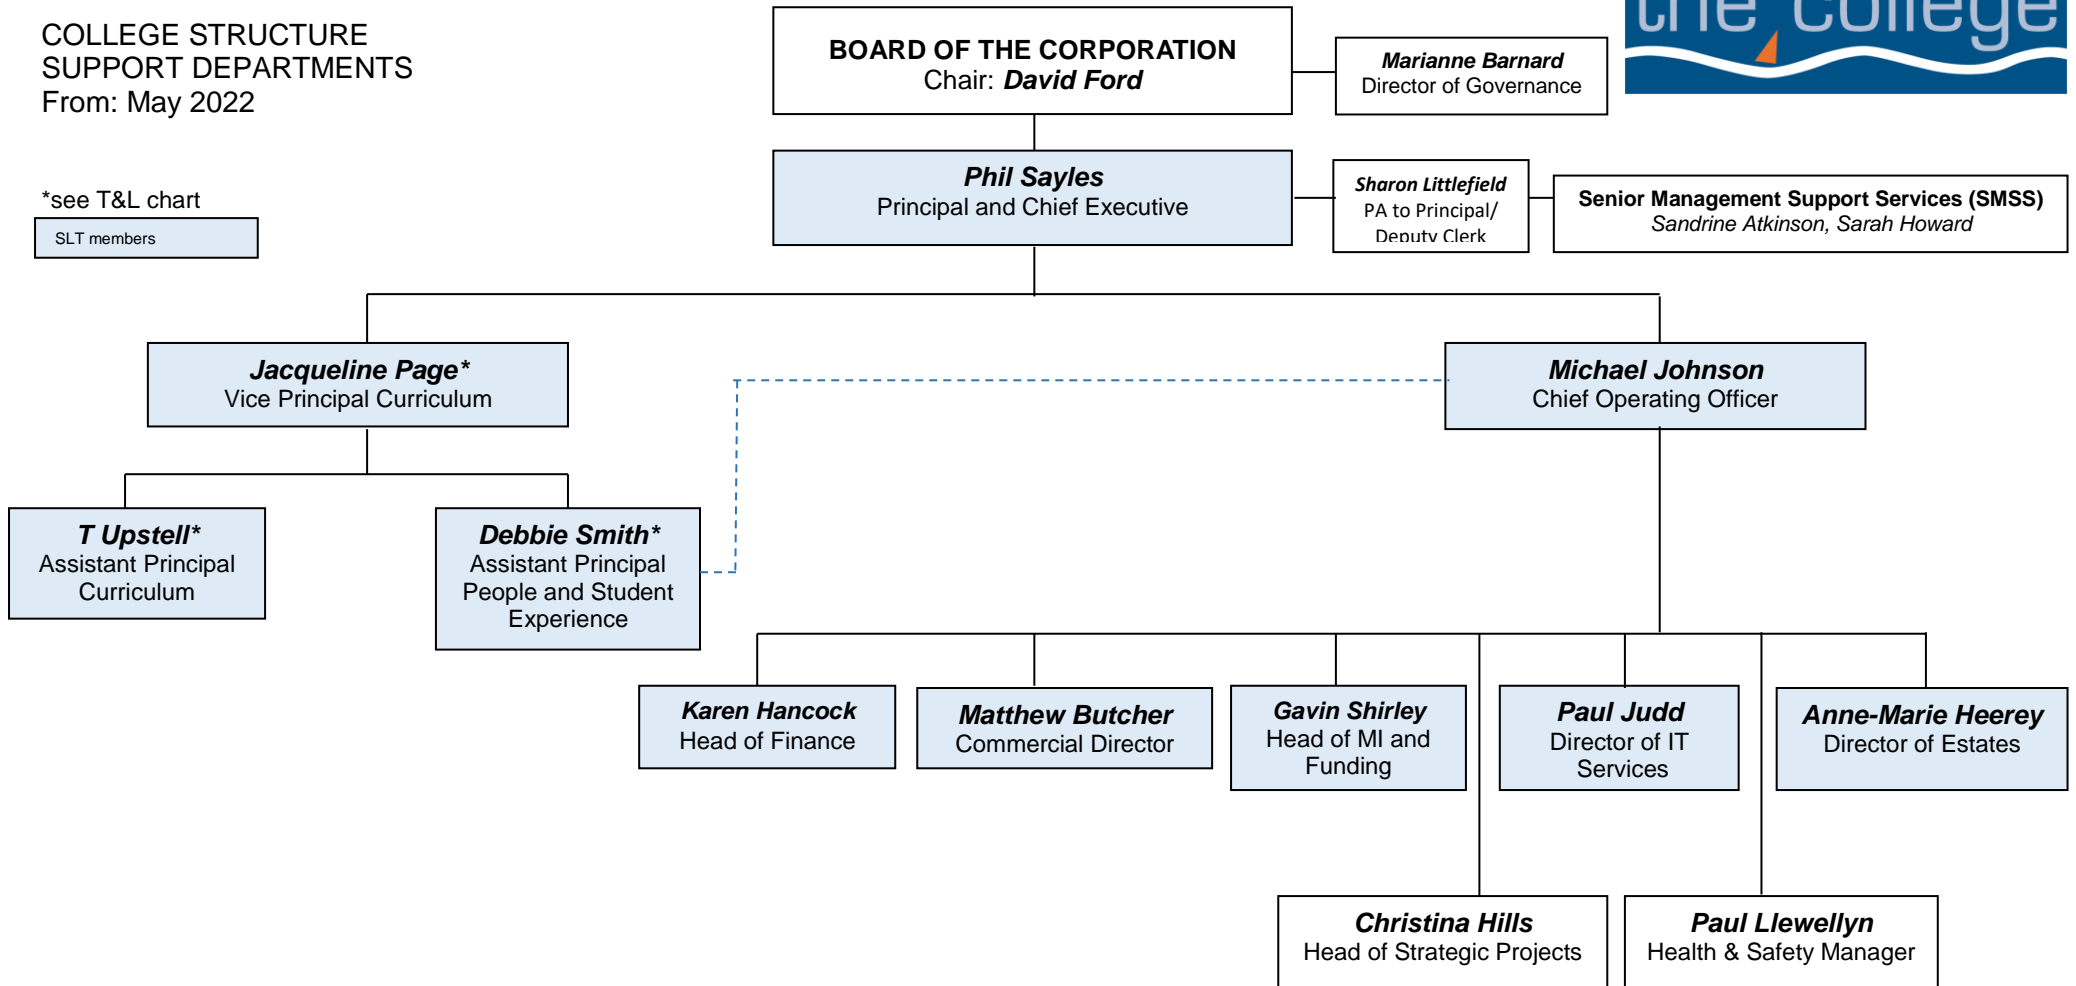 COLLEGE STRUCTURE
SUPPORT DEPARTMENTS
From: May 2022
*see T&L chart
SLT members
BOARD OF THE CORPORATION
Chair: David Ford
Marianne Barnard
Director of Governance
the college
Phil Sayles
Principal and Chief Executive
Sharon Littlefield
PA to Principal/
Deputy Clerk
Senior Management Support Services (SMSS)
Sandrine Atkinson, Sarah Howard
Jacqueline Page*
Vice Principal Curriculum
Michael Johnson
Chief Operating Officer
T Upstell*
Assistant Principal
Curriculum
Debbie Smith*
Assistant Principal
People and Student
Experience
Karen Hancock
Head of Finance
Matthew Butcher
Commercial Director
Gavin Shirley
Head of MI and
Funding
Paul Judd
Director of IT
Services
Anne-Marie Heerey
Director of Estates
Christina Hills
Head of Strategic Projects
Paul Llewellyn
Health & Safety Manager